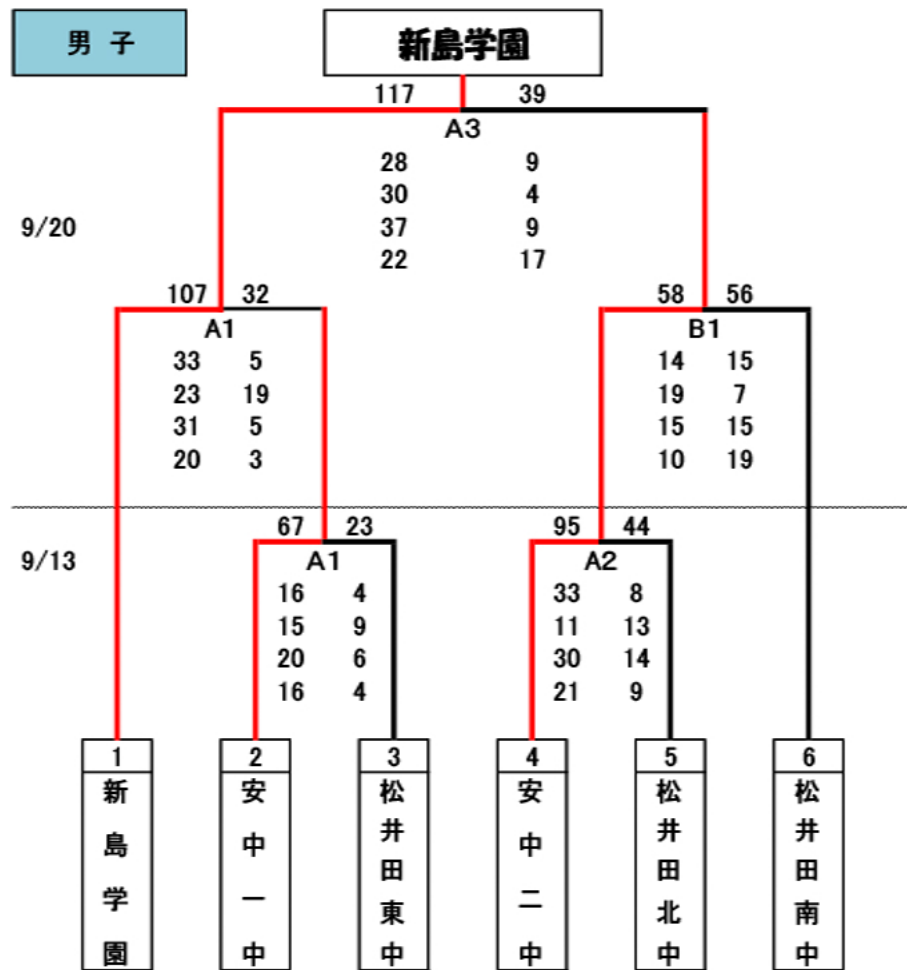 男 子
新島学園
117 39
A3
28 9
30 4
9/20
37 9
22 17
107 32
58 56
A1
B1
33 5
14 15
23 19
19 7
31 5
15 15
20 3
10 19
67 23
95 44
9/13
A1
A2
16 4
33 8
15 9
11 13
20 6
30 14
16 4
21 9
1
2
3
4
5
6
新島学園
安中一中
松井田東中
安中二中
松井田北中
松井田南中